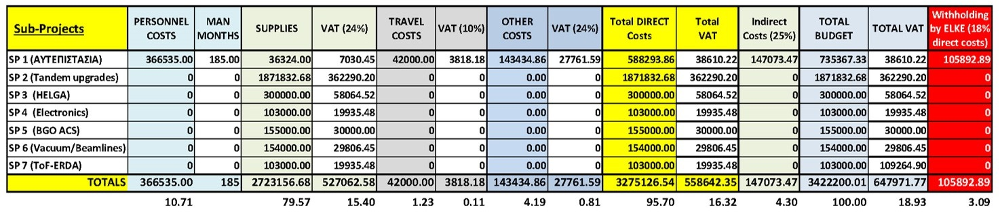 Sub-Projects PERSONNEL COSTS MAN MONTHS SUPPLIES VAT (24%) TRAVEL COSTS VAT (10%) OTHER COSTS VAT (24%) Total DIRECT Costs Total VAT Indirect Costs (25%) TOTAL BUDGET TOTAL VAT Withholding by ELKE (18% direct costs)
SP 1 (ΑΥΤΕΠΙΣΤΑΣΙΑ) 366535.00 185.00 36324.00 7030.45 42000.00 3818.18 143434.86 27761.59 588293.86 38610.22 147073.47 735367.33 38610.22 105892.89
SP 2 (Tandem upgrades) 0 0 1871832.68 362290.20 0 0 0.00 0 1871832.68 362290.20 0 1871832.68 362290.20 0
SP 3 (HELGA) 0 0 300000.00 58064.52 0 0 0.00 0 300000.00 58064.52 0 300000.00 58064.52 0
SP 4 (Electronics) 0 0 103000.00 19935.48 0 0 0.00 0 103000.00 19935.48 0 103000.00 19935.48 0
SP 5 (BGO ACS) 0 0 155000.00 30000.00 0 0 0.00 0 155000.00 30000.00 0 155000.00 30000.00 0
SP 6 (Vacuum/Beamlines) 0 0 154000.00 29806.45 0 0 0.00 0 154000.00 29806.45 0 154000.00 29806.45 0
SP 7 (ToF-ERDA) 0 0 103000.00 19935.48 0 0 0.00 0 103000.00 19935.48 0 103000.00 109264.90 0
TOTALS 366535.00 185 2723156.68 527062.58 42000.00 3818.18 143434.86 27761.59 3275126.54 558642.35 147073.47 3422200.01 647971.77 105892.89
10.71 79.57 15.40 1.23 0.11 4.19 0.81 95.70 16.32 4.30 100.00 18.93 3.09